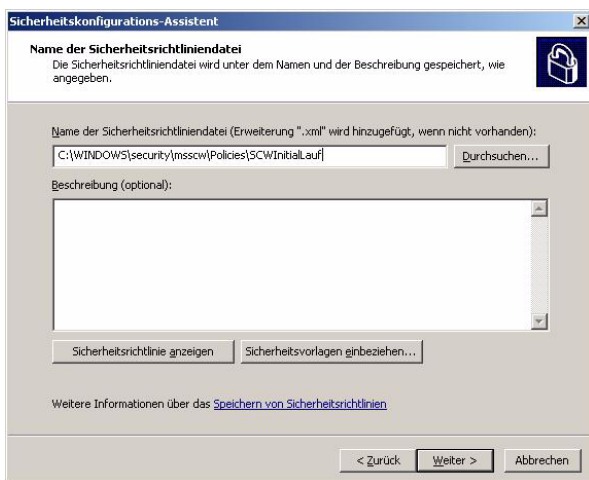 Sicherheitskonfigurations-Assistent
Name der Sicherheitsrichtliniendatei
Die Sicherheitsrichtliniendatei wird unter dem Namen und der Beschreibung gespeichert, wie
angegeben.
Name der Sicherheitsrichtliniendatei (Erweiterung ".xml" wird hinzugefügt, wenn nicht vorhanden):
C:\WINDOWS\security\msscw\Policies\SCWInitialLauf
Durchsuchen...
Beschreibung (optional):
Sicherheitsrichtlinie anzeigen
Sicherheitsvorlagen einbeziehen...
Weitere Informationen über das Speichern von Sicherheitsrichtlinien
< Zurück
Weiter >
Abbrechen